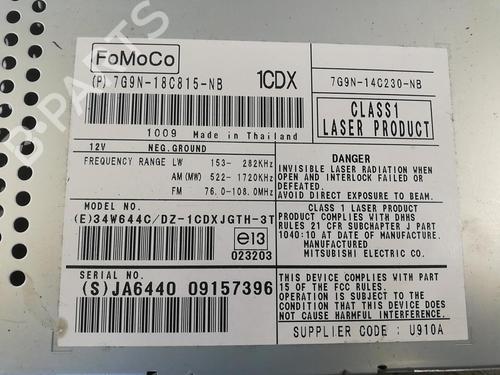 FoMoCo
(P) 7G9N-18C815-NB
1CDX
7G9N-14C230-NB
1009 Made in Thailand
CLASS1
LASER PRODUCT
12V NEG.GROUND
FREQUENCY RANGE LW 153- 282KHz
AM(MW) 522- 1720KHz
FM 76.0-108.0MHz
DANGER
INVISIBLE LASER RADIATION WHEN
OPEN AND INTERLOCK FAILED OR
DEFEATED.
AVOID DIRECT EXPOSURE TO BEAM.
MODEL NO.
(E)34W644C/DZ-1CDXJGTH-3T
e13
023203
CLASS 1 LASER PRODUCT
PRODUCT COMPLIES WITH DHHS
RULES 21 CFR SUBCHAPTER J PART
1040:10 AT DATE OF MANUFACTURE.
MANUFACTURED
MITSUBISHI ELECTRIC CO.
SERIAL NO.
(S)JA6440 09157396
THIS DEVICE COMPLIES WITH PART
15 OF THE FCC RULES.
OPERATION IS SUBJECT TO THE
CONDITION THAT THIS DEVICE DOES
NOT CAUSE HARMFUL INTERFERENCE.
SUPPLIER CODE : U910A
B-PARTS